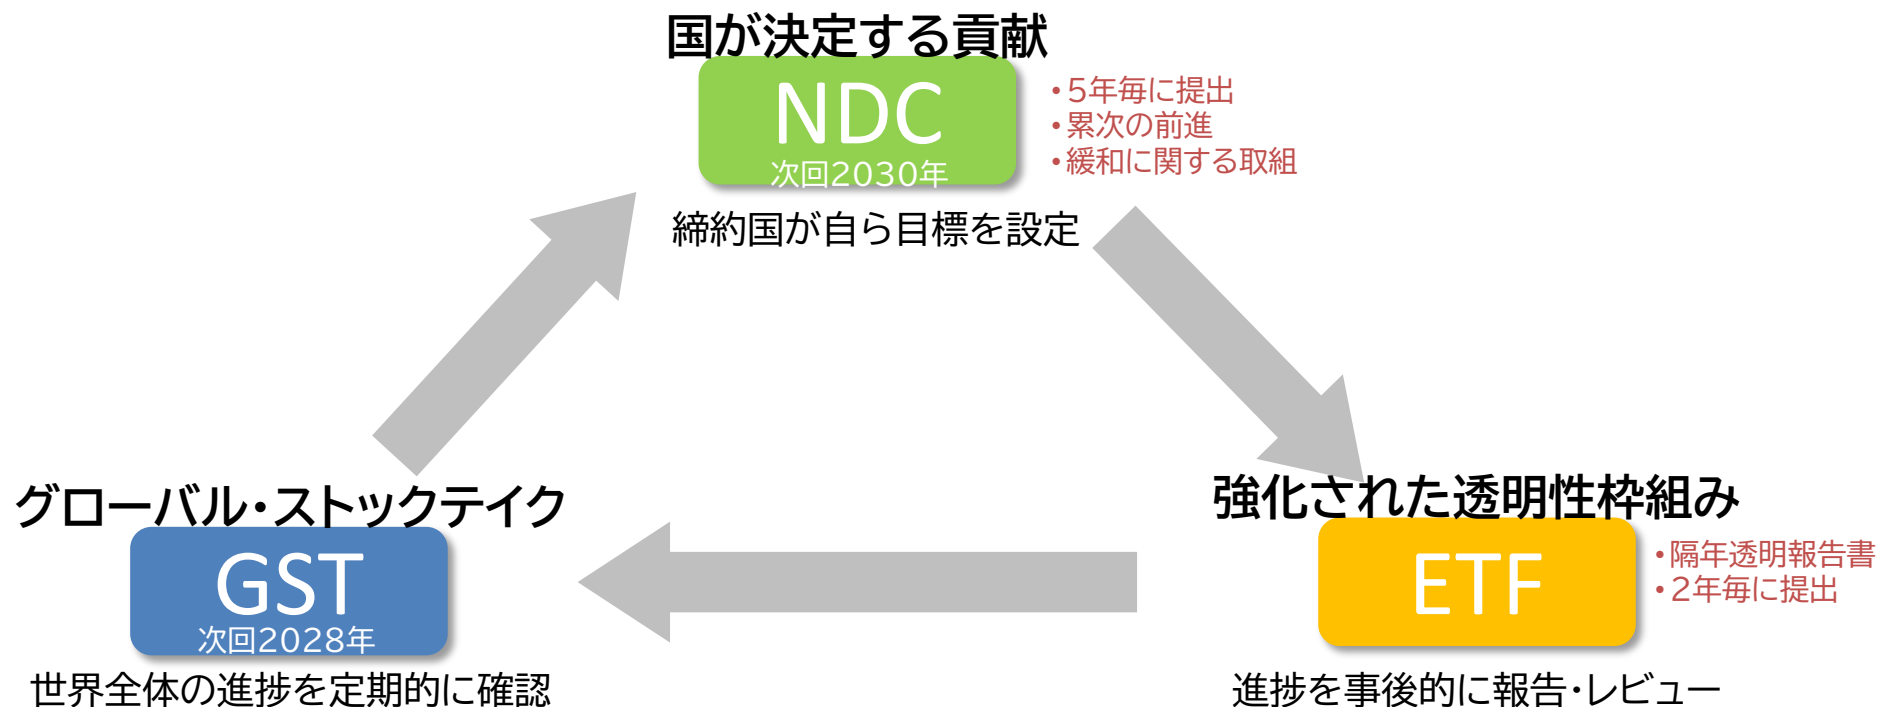 国が決定する貢献
NDC
次回2030年
・5年毎に提出
・累次の前進
・緩和に関する取組
締約国が自ら目標を設定
グローバル・ストックテイク
GST
次回2028年
世界全体の進捗を定期的に確認
強化された透明性枠組み
ETF
・隔年透明報告書
・2年毎に提出
進捗を事後的に報告・レビュー